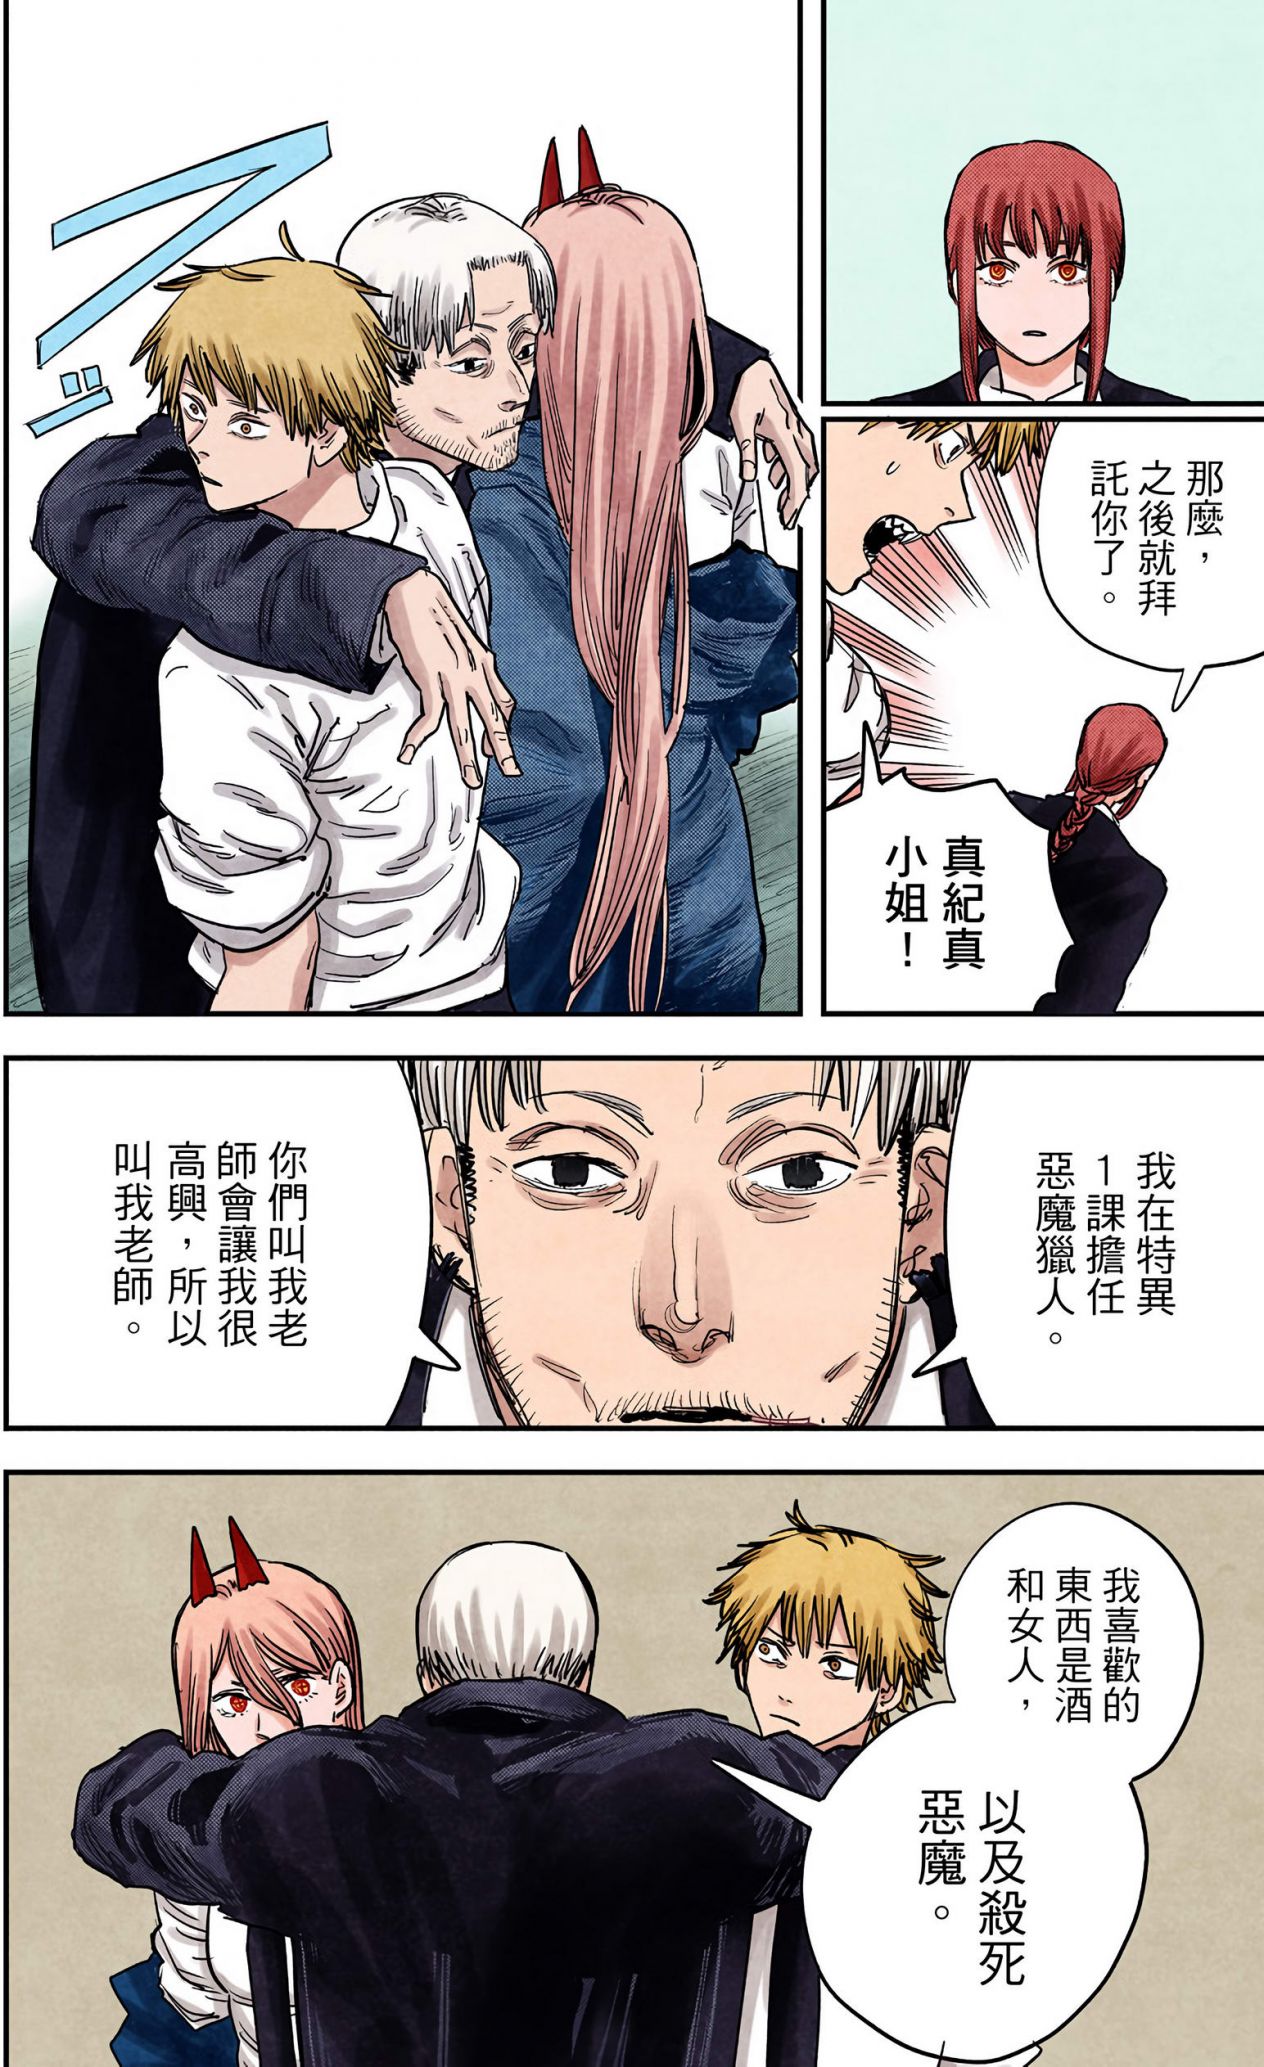 那麼，
之後就拜
託你了。
真紀真
小姐！
ブッ
我在特異
1課擔任
惡魔獵人。
你們叫我老
師會讓我很
高興，所以
叫我老師。
我喜歡的
東西是酒
和女人，
以及殺死
惡魔。